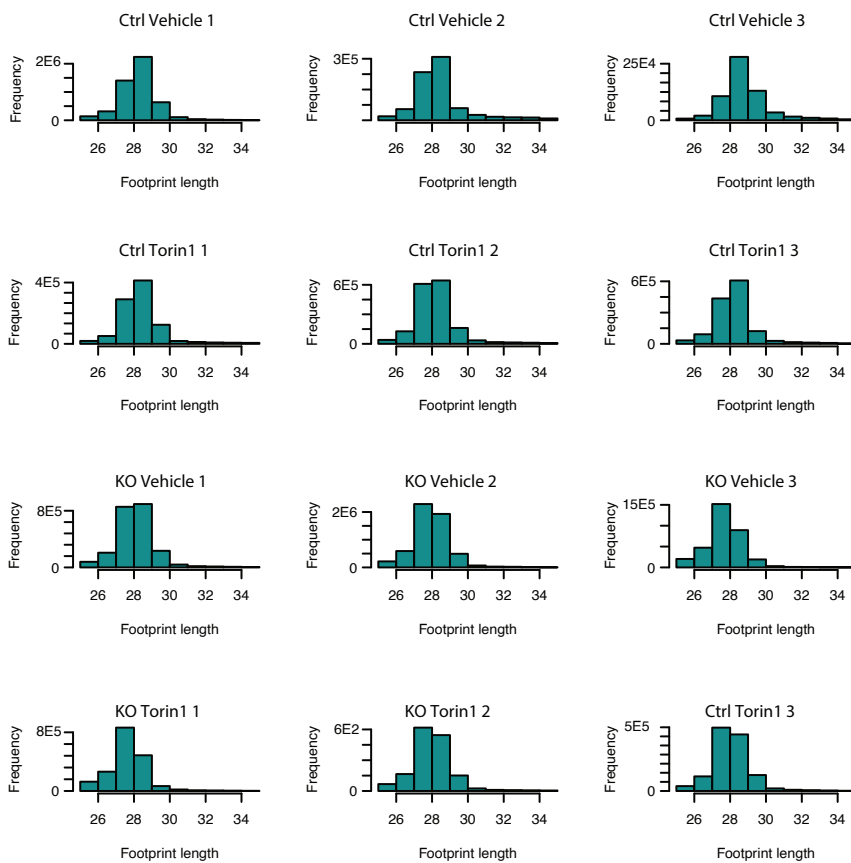 Ctrl Vehicle 1 Ctrl Vehicle 2 Ctrl Vehicle 3
Frequency 2E6 0 Frequency 3E5 0 Frequency 25E4 0
26 28 30 32 34 26 28 30 32 34 26 28 30 32 34
Footprint length Footprint length Footprint length
Ctrl Torin1 1 Ctrl Torin1 2 Ctrl Torin1 3
Frequency 4E5 0 Frequency 6E5 0 Frequency 6E5 0
26 28 30 32 34 26 28 30 32 34 26 28 30 32 34
Footprint length Footprint length Footprint length
KO Vehicle 1 KO Vehicle 2 KO Vehicle 3
Frequency 8E5 0 Frequency 2E6 0 Frequency 15E5 0
26 28 30 32 34 26 28 30 32 34 26 28 30 32 34
Footprint length Footprint length Footprint length
KO Torin1 1 KO Torin1 2 Ctrl Torin1 3
Frequency 8E5 0 Frequency 6E2 0 Frequency 5E5 0
26 28 30 32 34 26 28 30 32 34 26 28 30 32 34
Footprint length Footprint length Footprint length